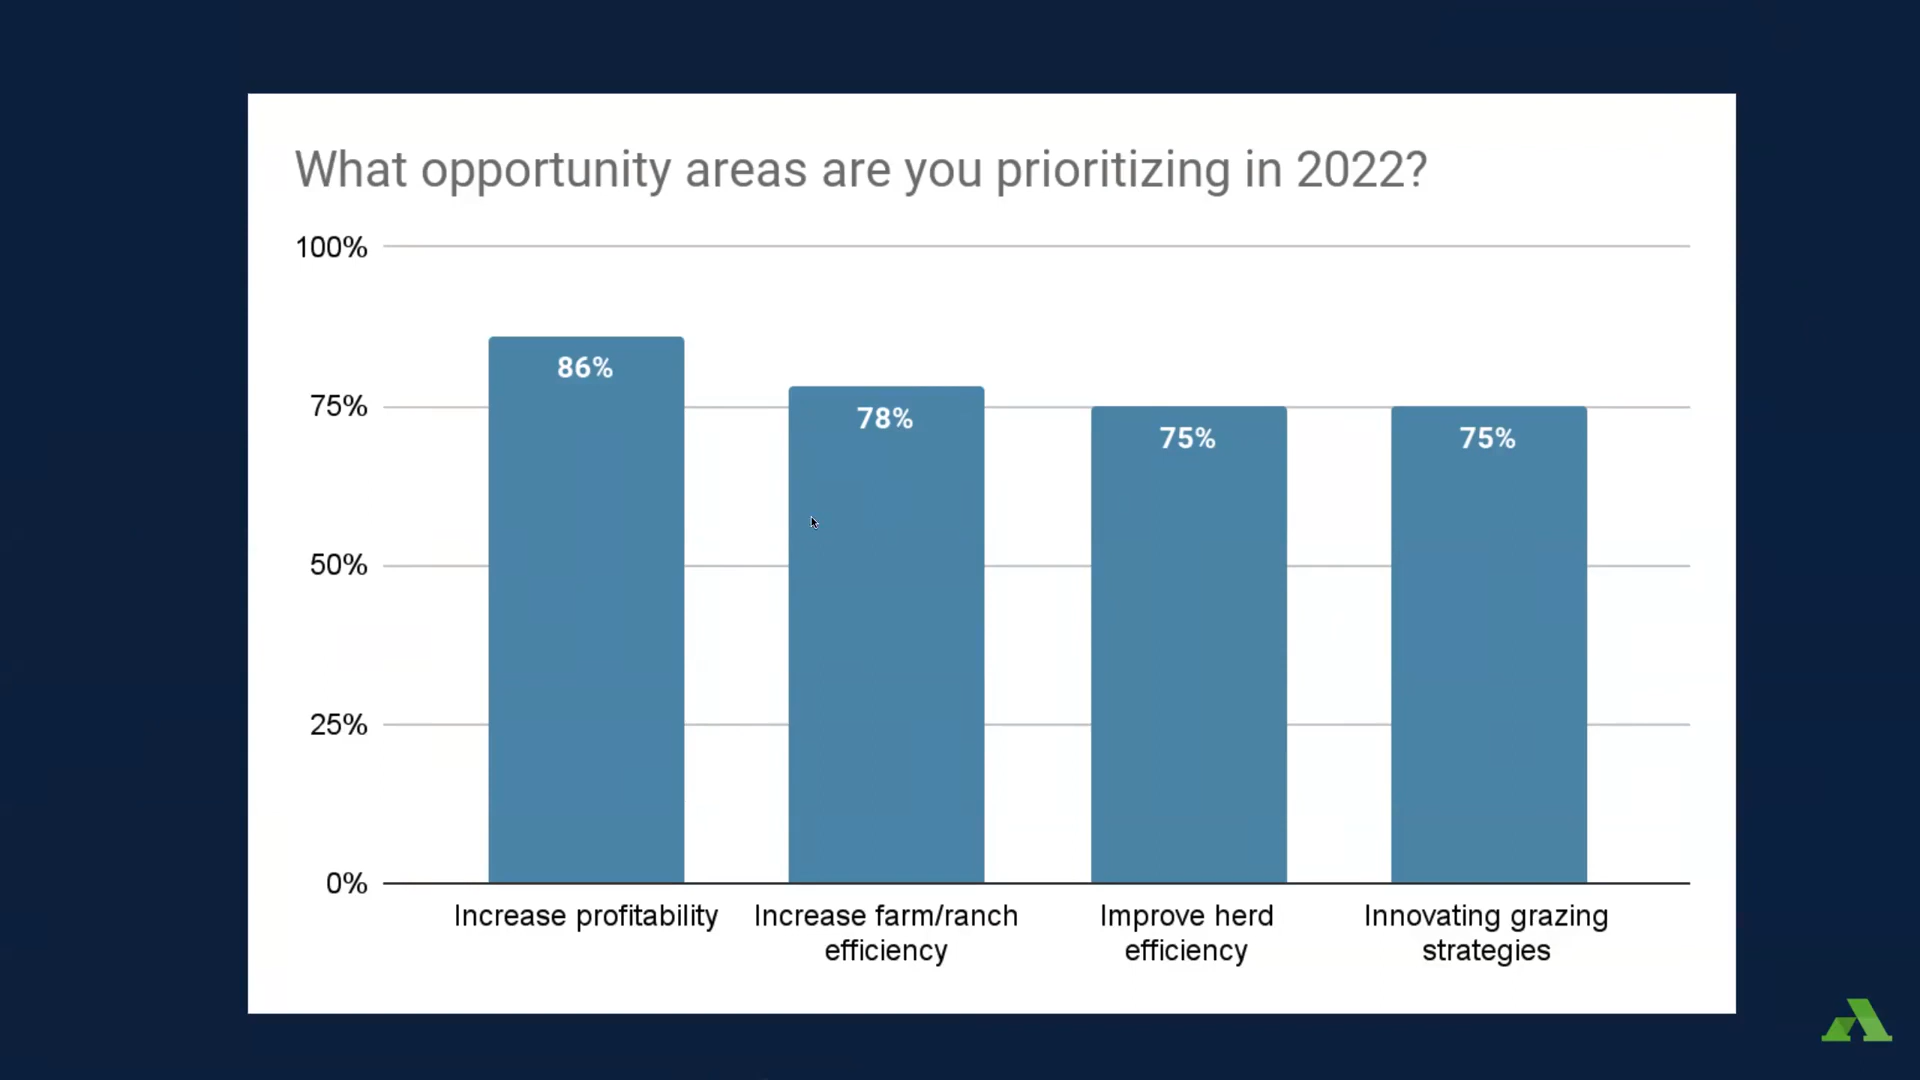 What opportunity areas are you prioritizing in 2022?
100%
75%
50%
25%
0%
86%
78%
75%
75%
Increase profitability
Increase farm/ranch
efficiency
Improve herd
efficiency
Innovating grazing
strategies